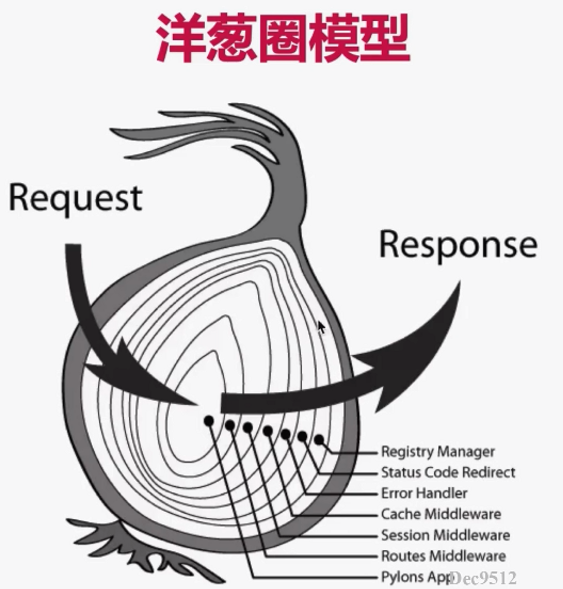 洋葱圈模型
Request
Response
Registry Manager
Status Code Redirect
Error Handler
Cache Middleware
Session Middleware
Routes Middleware
Pylons App
Dec9512